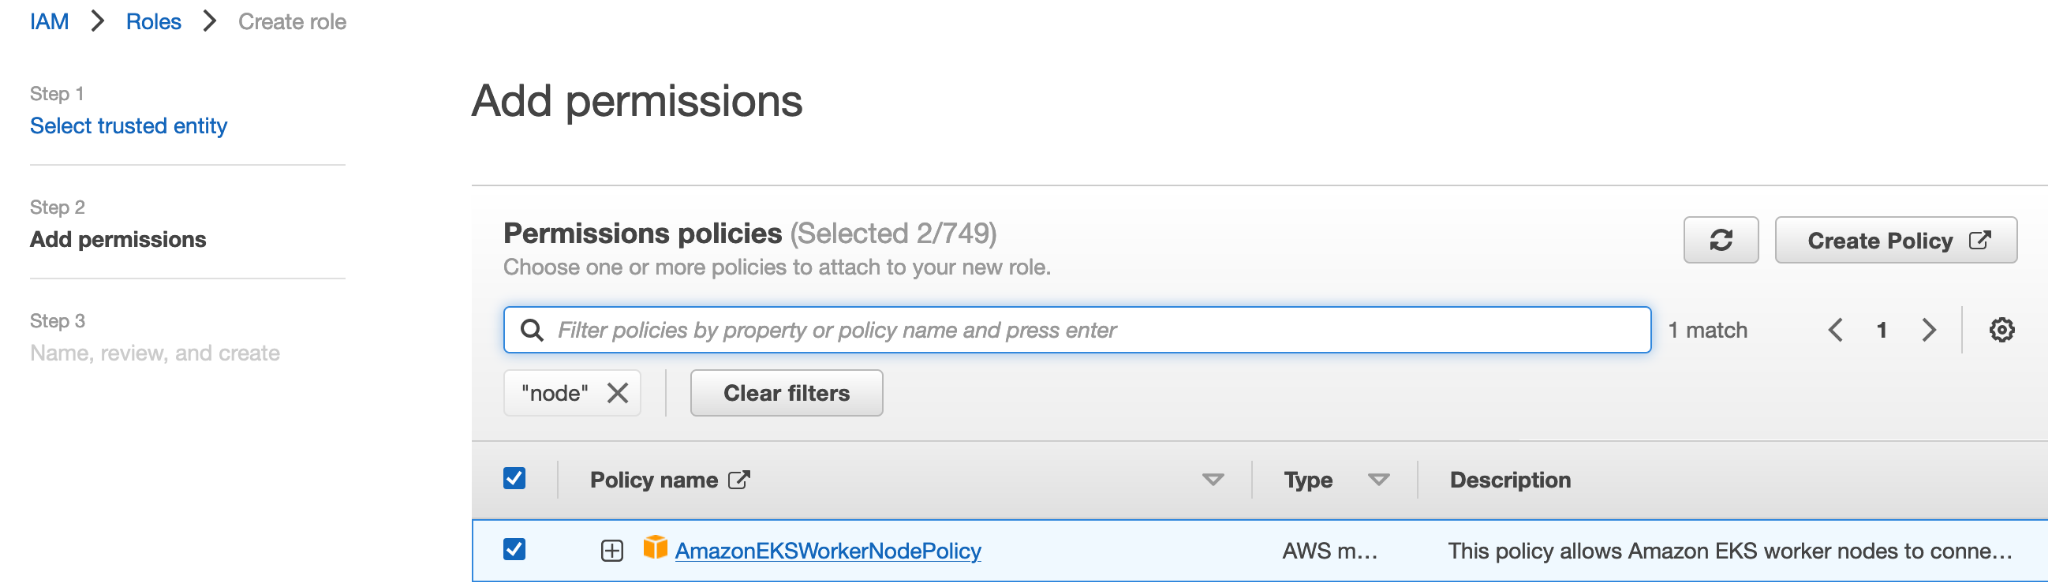 IAM > Roles > Create role
Step 1
Select trusted entity
Step 2
Add permissions
Step 3
Name, review, and create
Add permissions
Permissions policies (Selected 2/749)
Choose one or more policies to attach to your new role.
Create Policy
Filter policies by property or policy name and press enter
1 match
1
"node"
Clear filters
Policy name Type Description
AmazonEKSWorkerNodePolicy AWS m... This policy allows Amazon EKS worker nodes to conne...